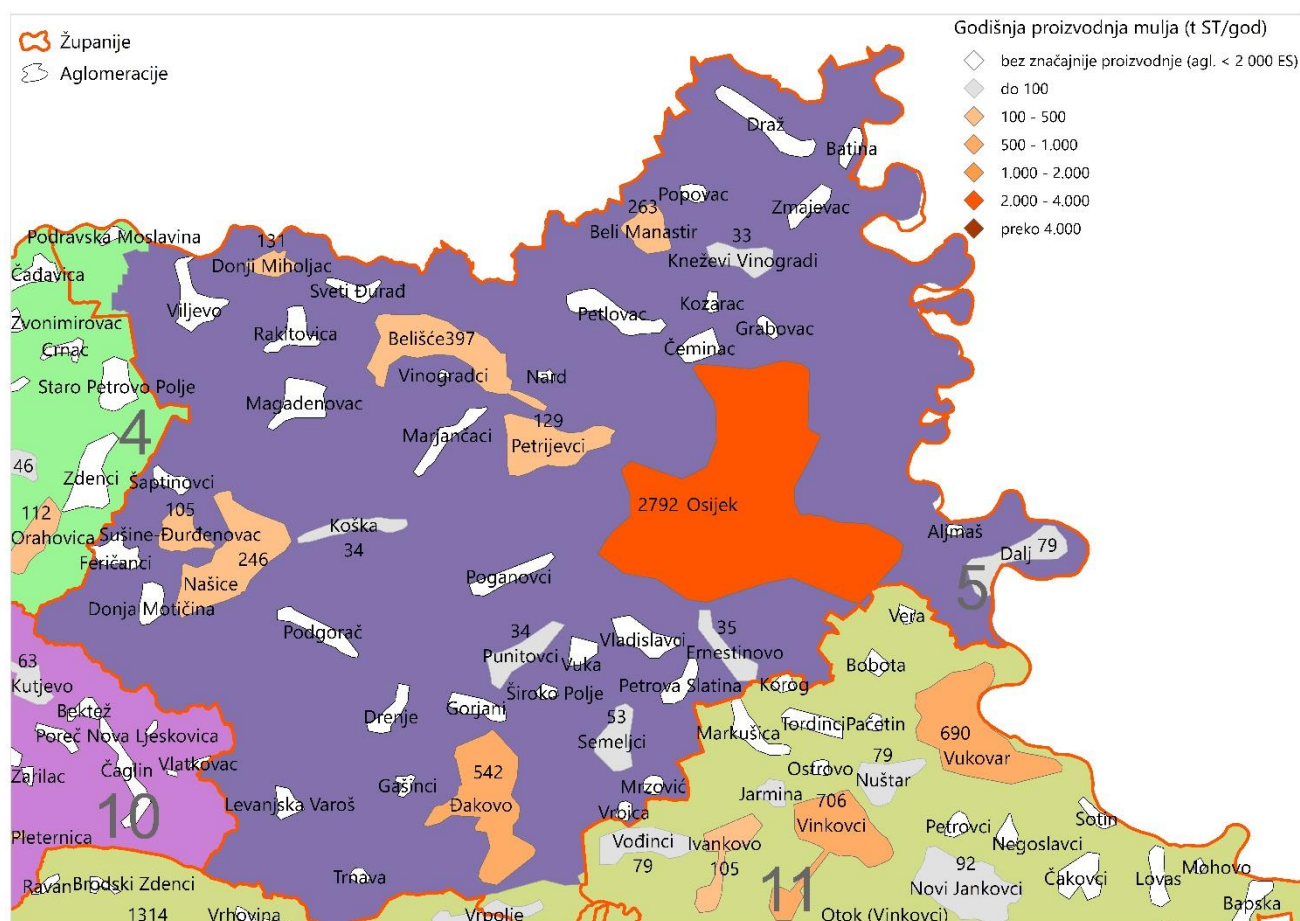 Županije
Aglomeracije
Godišnja proizvodnja mulja (t ST/god)
bez značajnije proizvodnje (agl. < 2 000 ES)
do 100
100 - 500
500 - 1.000
1.000 - 2.000
2.000 - 4.000
preko 4.000
Draž
Batina
Popovac
Zmajevac
263
Beli Manastir
33
Kneževi Vinogradi
Podravska Moslavina
131
Donji Miholjac
Čađavica
Sveti Đurađ
Viljevo
Petlovac
Kozarac
Zvonimirovac
Rakitovica
Grabovac
Crnac
Belišće397
Čeminac
Staro Petrovo Polje
Vinogradci
Nard
Magadenovac
4
129
Marjančaci
Petrijevci
46
Zdenci
Šaptinovci
2792 Osijek
112
105
Orahovica
Sušine-Đurđenovac
Koška
34
Aljmaš
79
Dalj
Feričanci
246
Našice
5
Poganovci
Donja Motičina
Vera
Podgorač
34
Vladislavci
35
Punitovci
Vuka
Ernestinovo
Bobota
63
Kutjevo
Široko Polje
Petrova Slatina
Korog
Bektež
Drenje
Gorjani
53
Markušica
Tordinci
Pačetin
690
Vukovar
Poreč
Nova Ljeskovica
Semeljci
Vlatkovac
Zarilac
Čaglin
542
Gašinci
Ostrovo
79
Nuštar
Mrzović
Jarmina
10
Levanjska Varoš
Đakovo
Vrbica
706
Vinkovci
Sotin
Petrovci
Negoslavci
Pleternica
Vođinci
79
Ivankovo
105
92
Novi Jankovci
Čakovci
Lovas
Mohovo
Trnava
11
Ravan
Brodski Zdenci
Bapska
1314
Vrhovina
Vrpolje
Otok (Vinkovci)